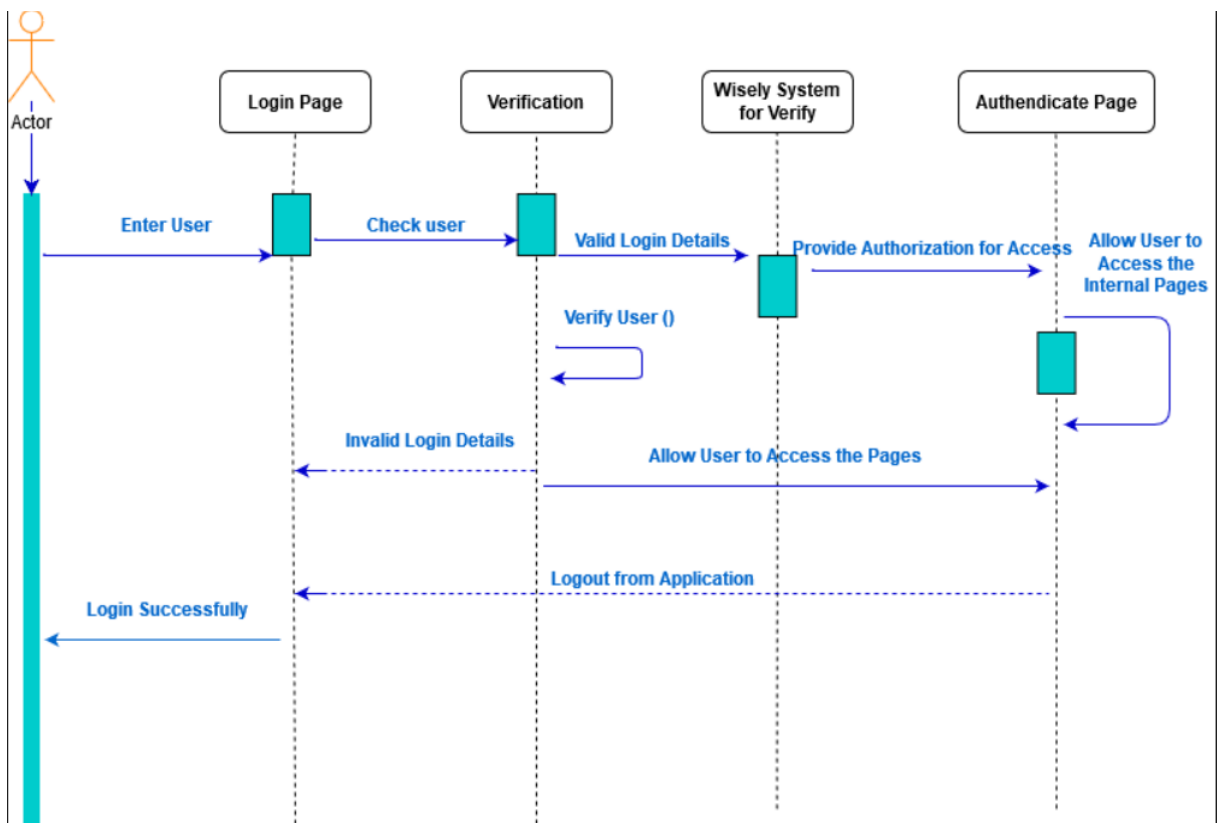 Actor
Login Page
Verification
Wisely System
for Verify
Authendicate Page
Enter User
Check user
Valid Login Details
Provide Authorization for Access
Allow User to
Access the
Internal Pages
Verify User ()
Invalid Login Details
Allow User to Access the Pages
Logout from Application
Login Successfully